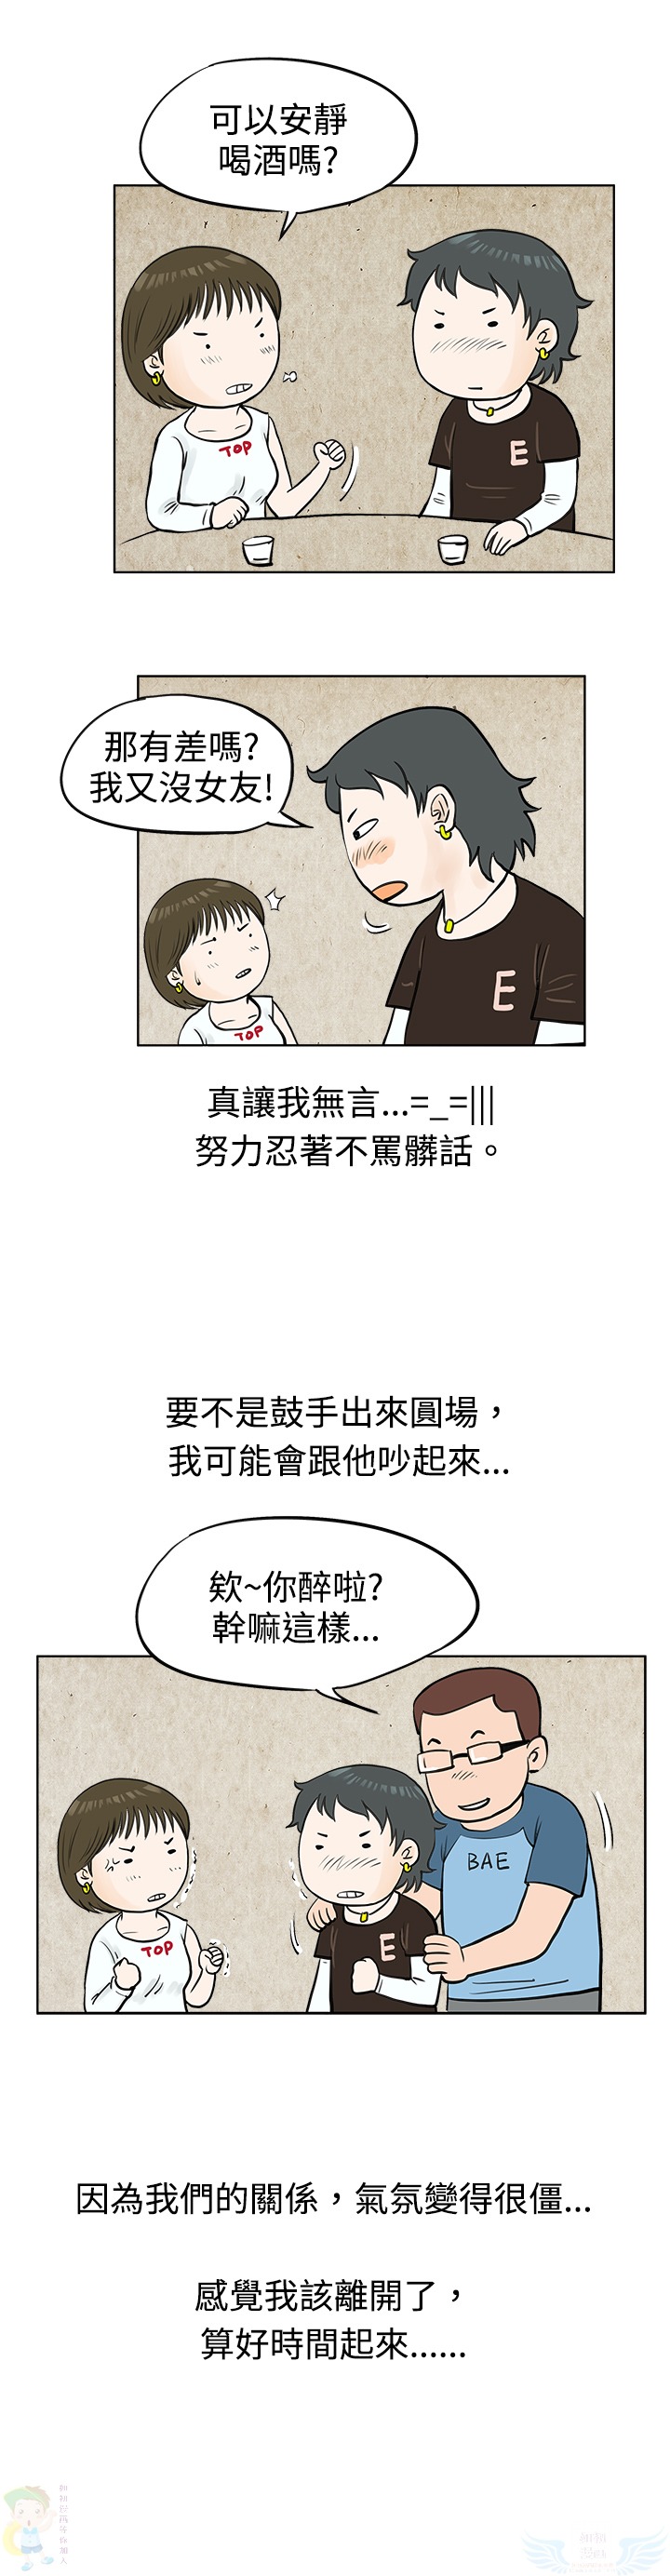 可以安靜
喝酒嗎?
TOP
E
那有差嗎?
我又沒女友!
E
TOP
真讓我無言...=_=|||
努力忍著不罵髒話。
要不是鼓手出來圓場，
我可能會跟他吵起來...
欸~你醉啦?
幹嘛這樣...
BAE
TOP
E
因為我們的關係，氣氛變得很僵...
感覺我該離開了，
算好時間起來......